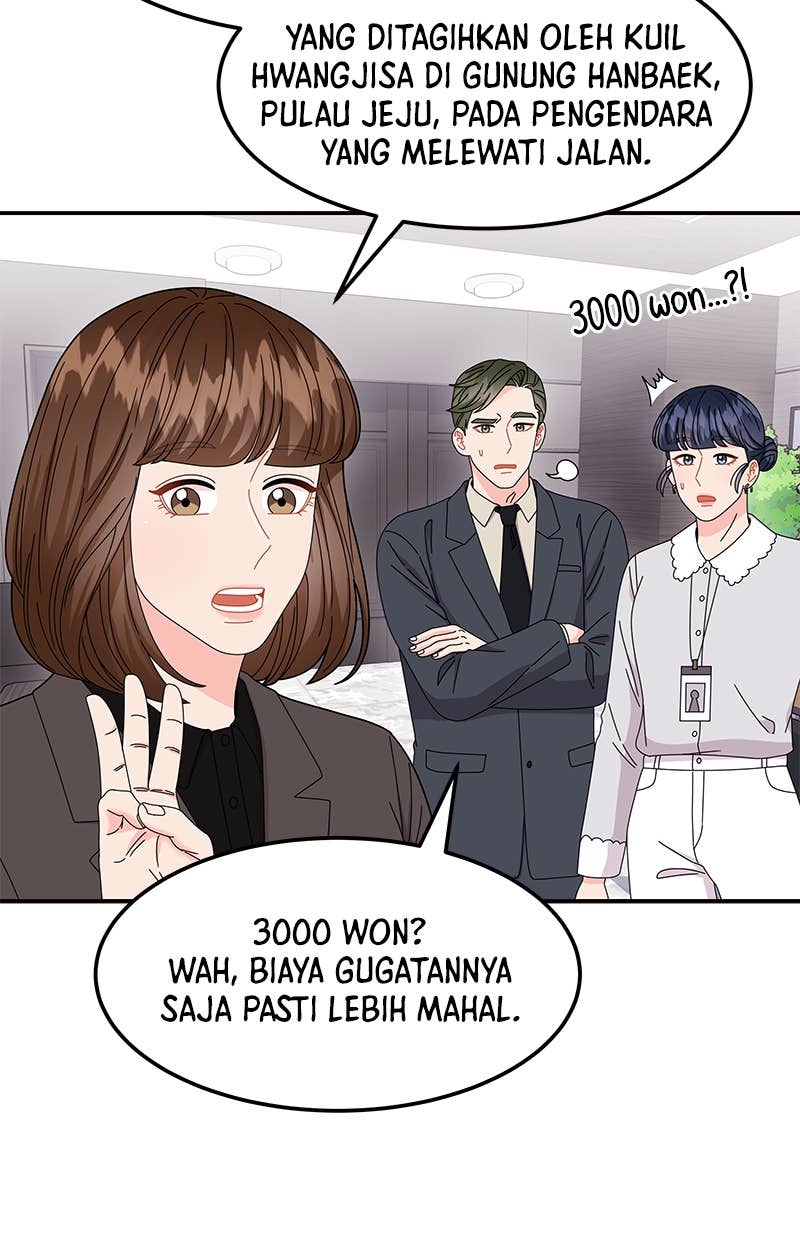 YANG DITAGIHKAN OLEH KUIL
HWANGJISA DI GUNUNG HANBAEK,
PULAU JEJU, PADA PENGENDARA
YANG MELEWATI JALAN.
3000 won...?!
3000 WON?
WAH, BIAYA GUGATANNYA
SAJA PASTI LEBIH MAHAL.